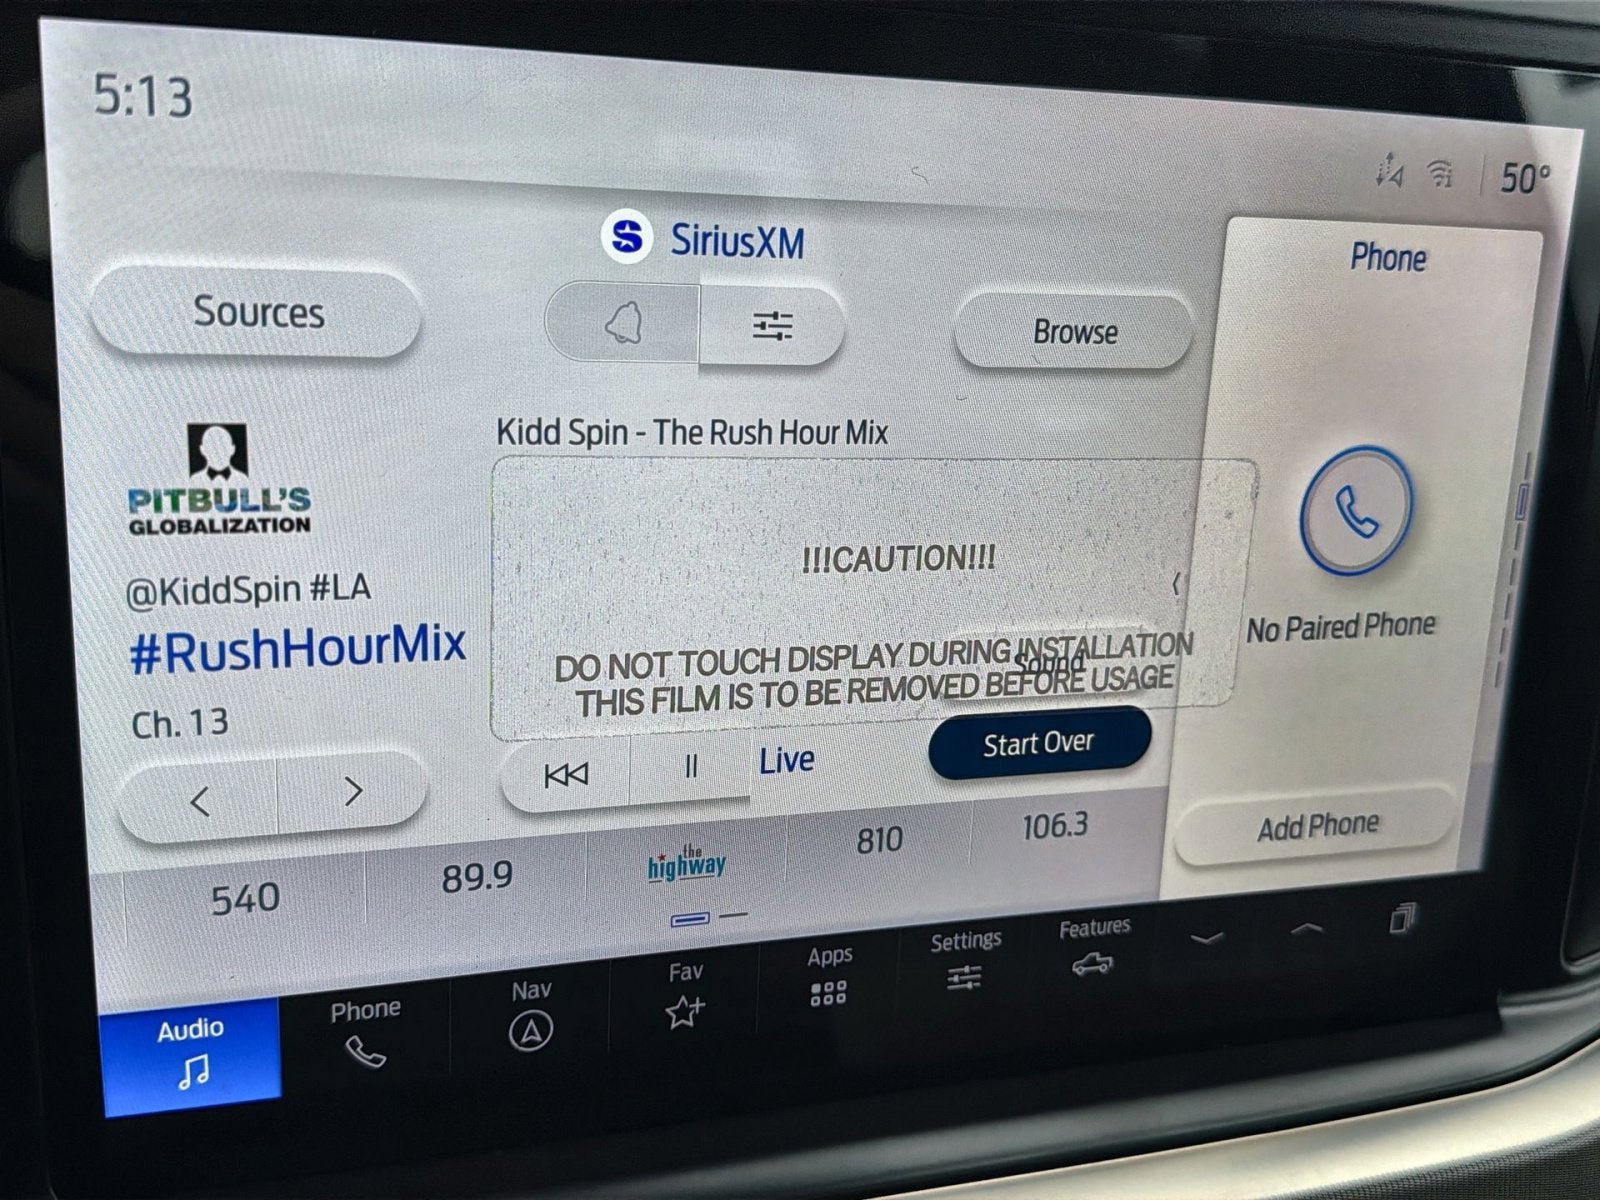 5:13
50°
SiriusXM
Phone
Sources
Browse
Kidd Spin - The Rush Hour Mix
PITBULL'S
GLOBALIZATION
!!!CAUTION!!!
@KiddSpin #LA
#RushHourMix
No Paired Phone
DO NOT TOUCH DISPLAY DURING INSTALLATION
Sound
THIS FILM IS TO BE REMOVED BEFORE USAGE
Ch. 13
Live
Start Over
Add Phone
540
89.9
the
highway
810
106.3
Audio
Phone
Nav
Fav
Apps
Settings
Features